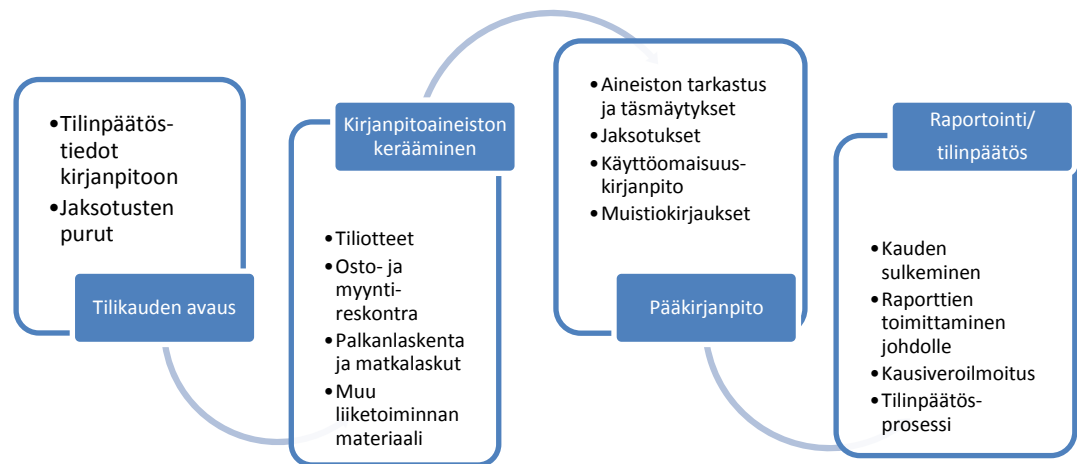 •Tilinpäätös-
tiedot
kirjanpitoon
•Jaksotusten
purut
Tilikauden avaus
Kirjanpitoaineiston
kerääminen
•Tiliotteet
•Osto- ja
myynti-
reskontra
•Palkanlaskenta
ja matkalaskut
•Muu
liiketoiminnan
materiaali
•Aineiston tarkastus
ja täsmäytykset
•Jaksotukset
•Käyttöomaisuus-
kirjanpito
•Muistiokirjaukset
Pääkirjanpito
Raportointi/
tilinpäätös
•Kauden
sulkeminen
•Raporttien
toimittaminen
johdolle
•Kausiveroilmoitus
•Tilinpäätös-
prosessi